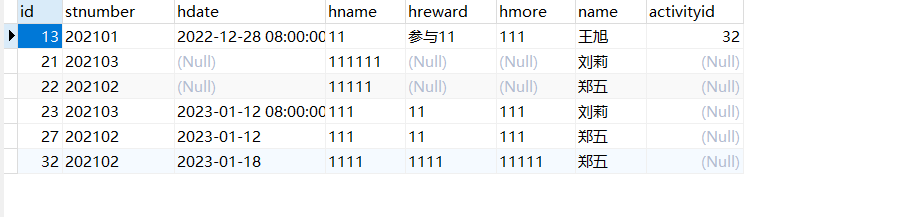 id stnumber hdate hname hreward hmore name activityid
13 202101 2022-12-28 08:00:00 11 参与11 111 王旭 32
21 202103 (Null) 111111 (Null) (Null) 刘莉 (Null)
22 202102 (Null) 11111 (Null) (Null) 郑五 (Null)
23 202103 2023-01-12 08:00:00 111 11 111 刘莉 (Null)
27 202102 2023-01-12 111 11 111 郑五 (Null)
32 202102 2023-01-18 1111 1111 11111 郑五 (Null)